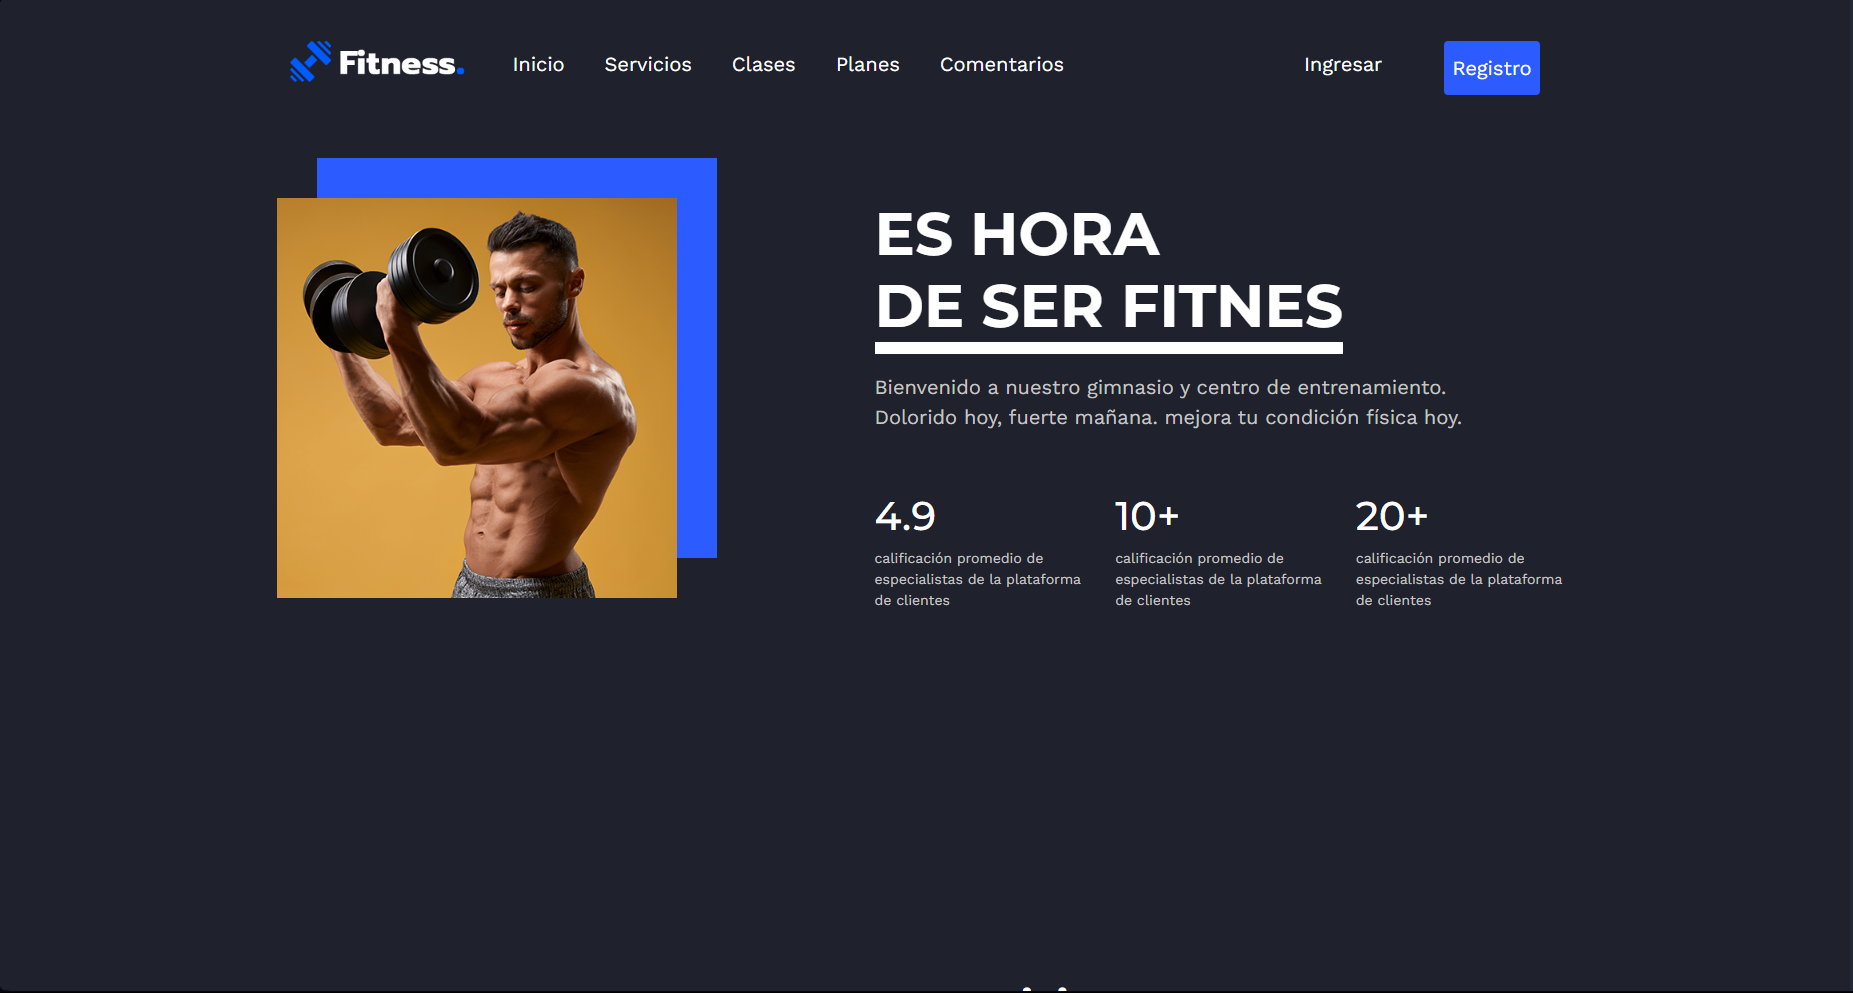 Fitness.
Inicio Servicios Clases Planes Comentarios Ingresar Registro
ES HORA
DE SER FITNES
Bienvenido a nuestro gimnasio y centro de entrenamiento.
Dolorido hoy, fuerte mañana. mejora tu condición física hoy.
4.9
calificación promedio de
especialistas de la plataforma
de clientes
10+
calificación promedio de
especialistas de la plataforma
de clientes
20+
calificación promedio de
especialistas de la plataforma
de clientes